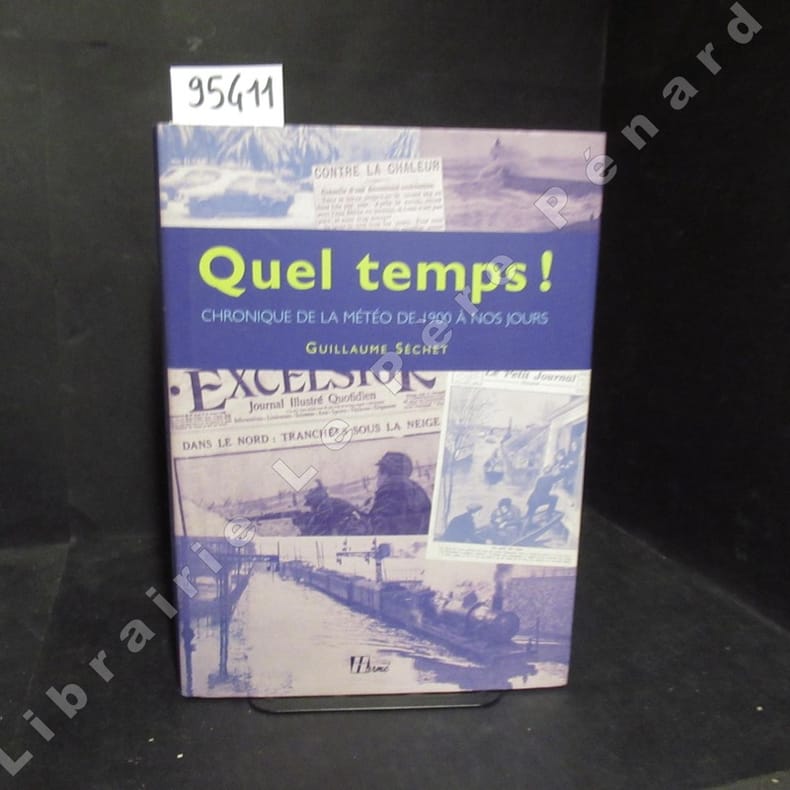 95411
CONTRE LA CHALEUR
Quel temps !
CHRONIQUE DE LA MÉTÉO DE 1900 À NOS JOURS
GUILLAUME SÉCHET
EXCELSIOR
Journal Illustré Quotidien
Le Petit Journal
DANS LE NORD : TRANCHÉES SOUS LA NEIGE
Hermé
Librairie Le Père Pénard